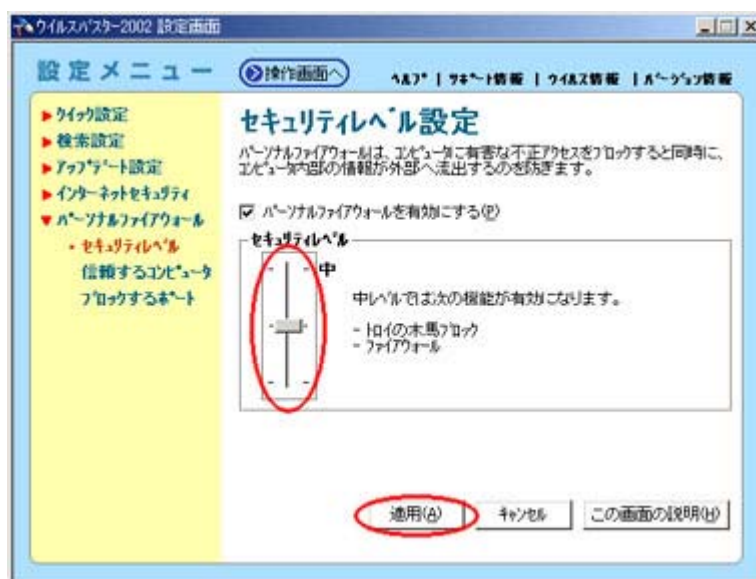 ウイルスバスター2002 設定画面
設定メニュー
操作画面へ
ヘルプ | サポート情報 | ウイルス情報 | バージョン情報
クイック設定
検索設定
アップデート設定
インターネットセキュリティ
パーソナルファイアウォール
・セキュリティレベル
信頼するコンピュータ
ブロックするポート
セキュリティレベル設定
パーソナルファイアウォールは、コンピュータに有害な不正アクセスをブロックすると同時に、
コンピュータ内部の情報が外部へ流出するのを防ぎます。
パーソナルファイアウォールを有効にする(P)
セキュリティレベル
中
中レベルでは次の機能が有効になります。
- トロイの木馬ブロック
- ファイアウォール
適用(A)
キャンセル
この画面の説明(H)